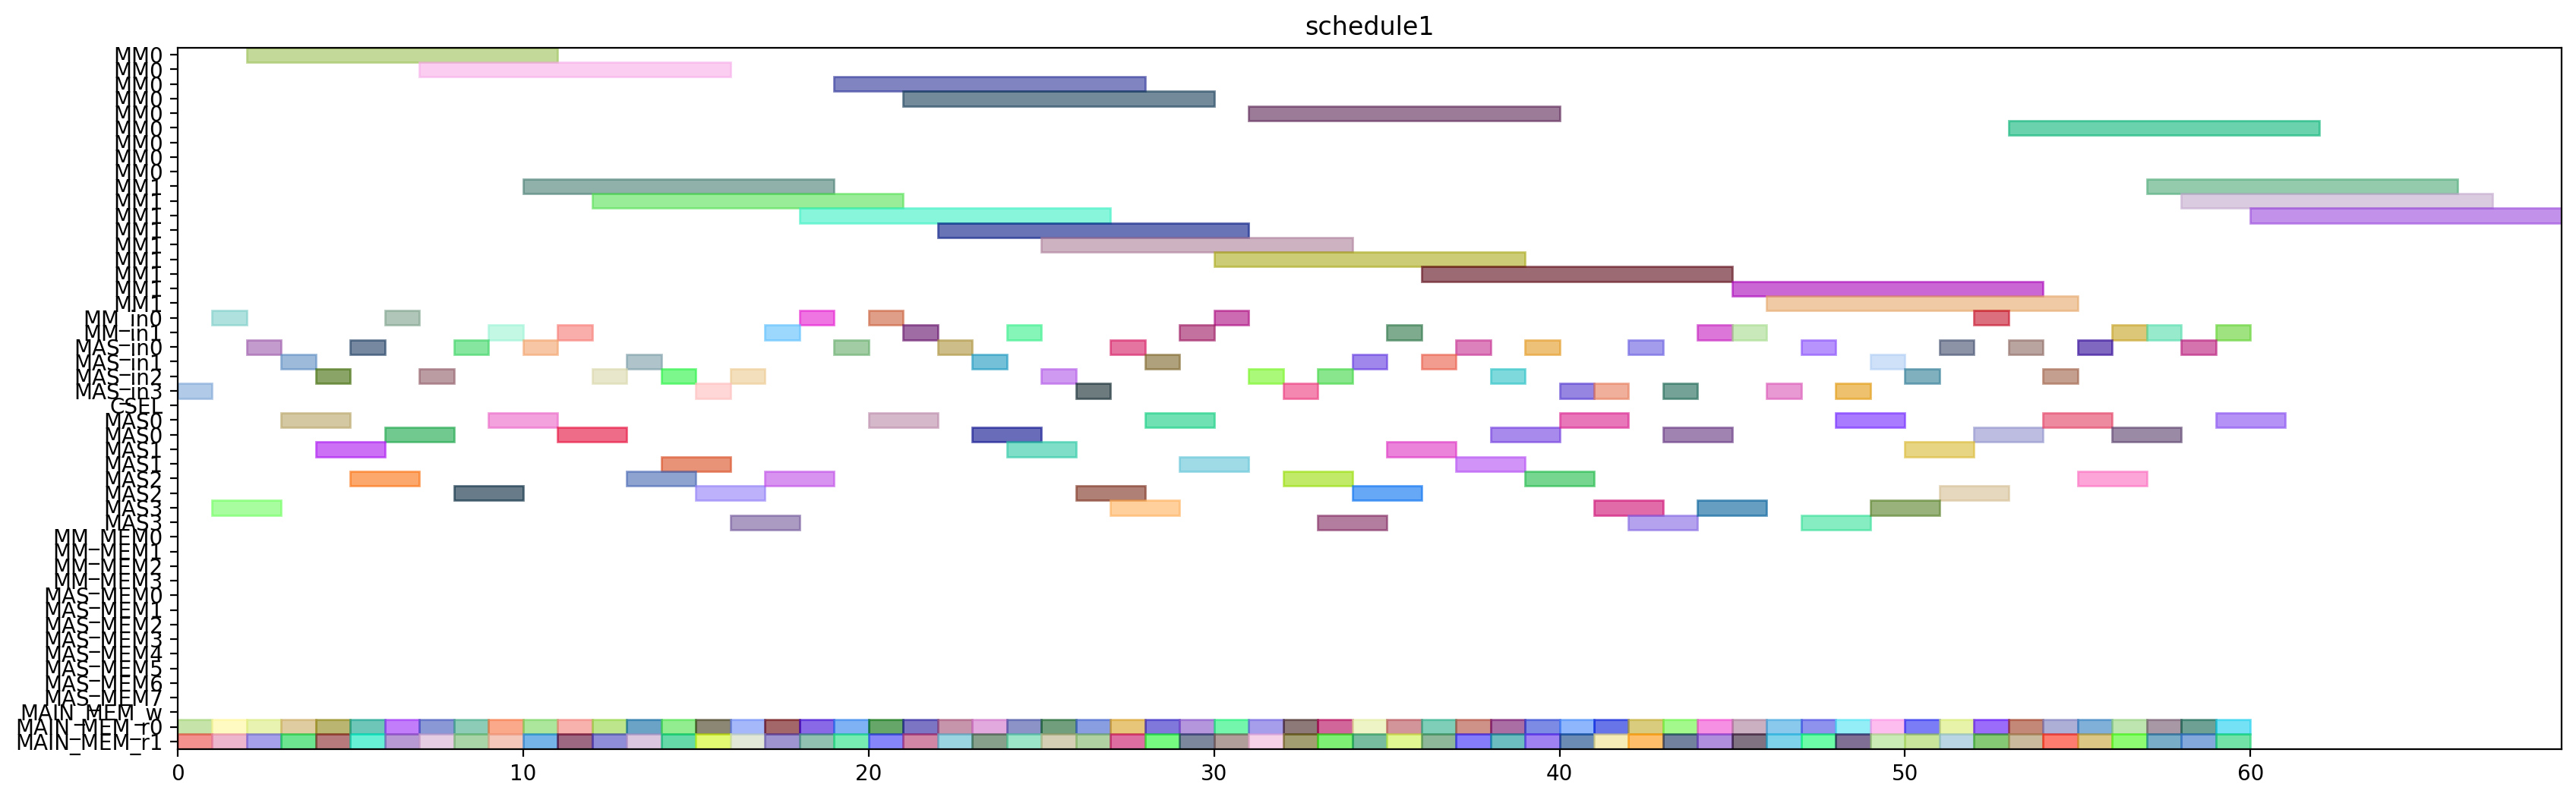 schedule1
MM0
MM0
MM0
MM0
MM0
MM0
MM0
MM0
MM0
MM1
MM1
MM1
MM1
MM1
MM1
MM1
MM1
MM1
MM_in0
MM_in1
MAS_in0
MAS_in1
MAS_in2
MAS_in3
CSEL
MAS0
MAS0
MAS1
MAS1
MAS2
MAS2
MAS3
MAS3
MM_MEM0
MM_MEM1
MM_MEM2
MM_MEM3
MAS_MEM0
MAS_MEM1
MAS_MEM2
MAS_MEM3
MAS_MEM4
MAS_MEM5
MAS_MEM6
MAS_MEM7
MAIN_MEM_w
MAIN_MEM_r0
MAIN_MEM_r1
0 10 20 30 40 50 60